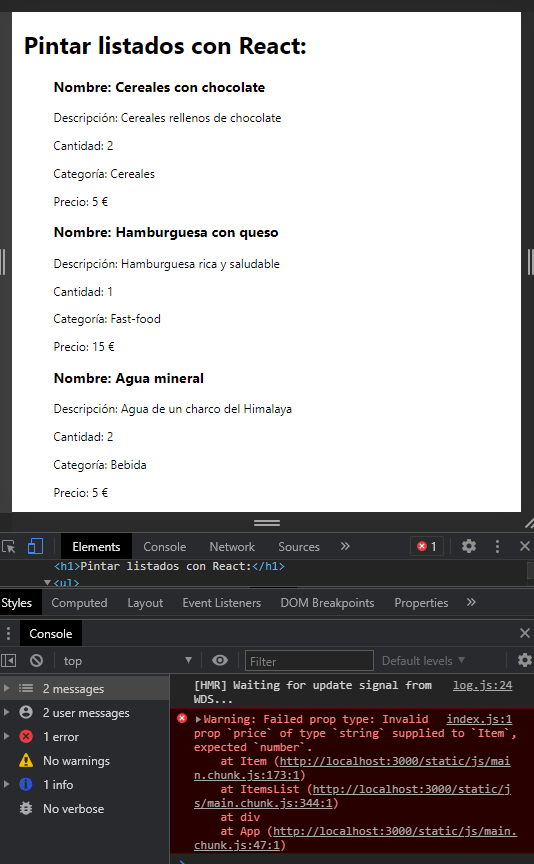 Pintar listados con React:
Nombre: Cereales con chocolate
Descripción: Cereales rellenos de chocolate
Cantidad: 2
Categoría: Cereales
Precio: 5 €
Nombre: Hamburguesa con queso
Descripción: Hamburguesa rica y saludable
Cantidad: 1
Categoría: Fast-food
Precio: 15 €
Nombre: Agua mineral
Descripción: Agua de un charco del Himalaya
Cantidad: 2
Categoría: Bebida
Precio: 5 €
Elements Console Network Sources » 1
<h1>Pintar listados con React:</h1>
<ul>
Styles Computed Layout Event Listeners DOM Breakpoints Properties »
Console
top Filter Default levels
2 messages
2 user messages
1 error
No warnings
1 info
No verbose
[HMR] Waiting for update signal from log.js:24
WDS...
Warning: Failed prop type: Invalid index.js:1
prop `price` of type `string` supplied to `Item`,
expected `number`.
at Item (http://localhost:3000/static/js/mai
n.chunk.js:173:1)
at ItemsList (http://localhost:3000/static/j
s/main.chunk.js:344:1)
at div
at App (http://localhost:3000/static/js/main.
chunk.js:47:1)